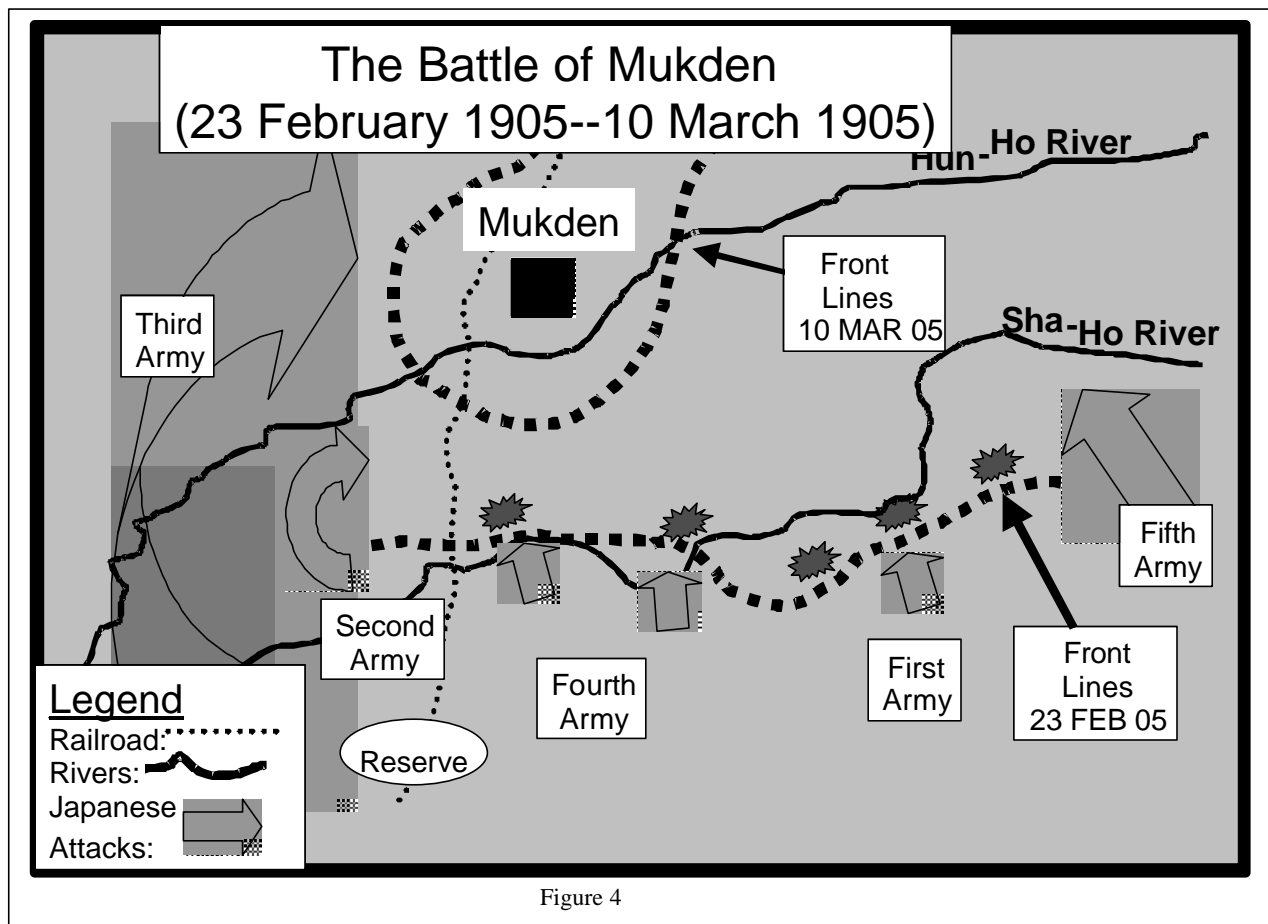 The Battle of Mukden
(23 February 1905--10 March 1905)
Hun-Ho River
Mukden
Front
Lines
10 MAR 05
Third
Army
Sha-Ho River
Fifth
Army
Second
Army
Fourth
Army
First
Army
Front
Lines
23 FEB 05
Reserve
Legend
Railroad:
Rivers:
Japanese
Attacks:
Figure 4